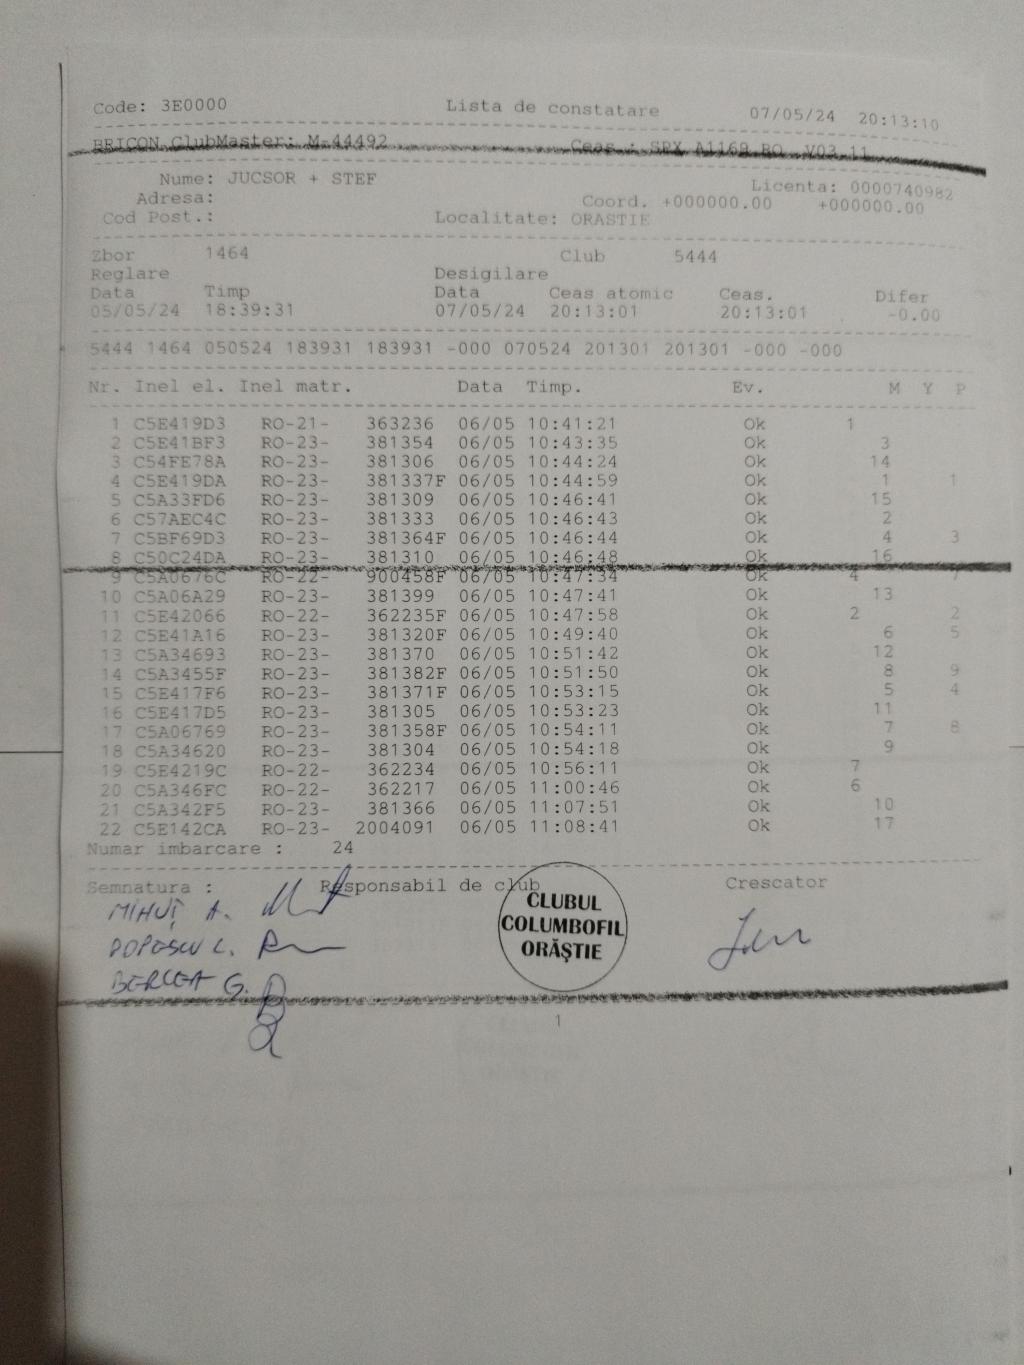 Code: 3E0000 Lista de constatare 07/05/24 20:13:10
BRICON ClubMaster: M-44492 Ceas : SPX A1169 RO V03.11
Nume: JUCSOR + STEF Licenta: 0000740982
Adresa: Coord. +000000.00 +000000.00
Cod Post.: Localitate: ORASTIE
Zbor 1464 Club 5444
Reglare Desigilare
Data Timp Data Ceas atomic Ceas. Difer
05/05/24 18:39:31 07/05/24 20:13:01 20:13:01 -0.00
5444 1464 050524 183931 183931 -000 070524 201301 201301 -000 -000
Nr. Inel el. Inel matr. Data Timp. Ev. M Y P
1 C5E419D3 RO-21- 363236 06/05 10:41:21 Ok 1
2 C5E41BF3 RO-23- 381354 06/05 10:43:35 Ok 3
3 C54FE78A RO-23- 381306 06/05 10:44:24 Ok 14
4 C5E419DA RO-23- 381337F 06/05 10:44:59 Ok 1 1
5 C5A33FD6 RO-23- 381309 06/05 10:46:41 Ok 15
6 C57AEC4C RO-23- 381333 06/05 10:46:43 Ok 2
7 C5BF69D3 RO-23- 381364F 06/05 10:46:44 Ok 4 3
8 C50C24DA RO-23- 381310 06/05 10:46:48 Ok 16
9 C5A0676C RO-22- 900458F 06/05 10:47:34 Ok 4 7
10 C5A06A29 RO-23- 381399 06/05 10:47:41 Ok 13
11 C5E42066 RO-22- 362235F 06/05 10:47:58 Ok 2 2
12 C5E41A16 RO-23- 381320F 06/05 10:49:40 Ok 6 5
13 C5A34693 RO-23- 381370 06/05 10:51:42 Ok 12
14 C5A3455F RO-23- 381382F 06/05 10:51:50 Ok 8 9
15 C5E417F6 RO-23- 381371F 06/05 10:53:15 Ok 5 4
16 C5E417D5 RO-23- 381305 06/05 10:53:23 Ok 11
17 C5A06769 RO-23- 381358F 06/05 10:54:11 Ok 7 8
18 C5A34620 RO-23- 381304 06/05 10:54:18 Ok 9
19 C5E4219C RO-22- 362234 06/05 10:56:11 Ok 7
20 C5A346FC RO-22- 362217 06/05 11:00:46 Ok 6
21 C5A342F5 RO-23- 381366 06/05 11:07:51 Ok 10
22 C5E142CA RO-23- 2004091 06/05 11:08:41 Ok 17
Numar imbarcare : 24
Semnatura : Responsabil de club Crescator
MIHUȚ A.
POPESCU C.
BERCEA G.
CLUBUL
COLUMBOFIL
ORĂȘTIE
1